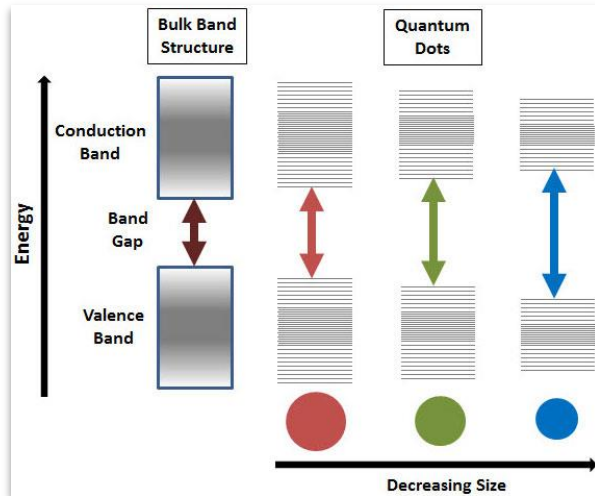 Bulk Band
Structure
Quantum
Dots
Conduction
Band
Band
Gap
Valence
Band
Energy
Decreasing Size